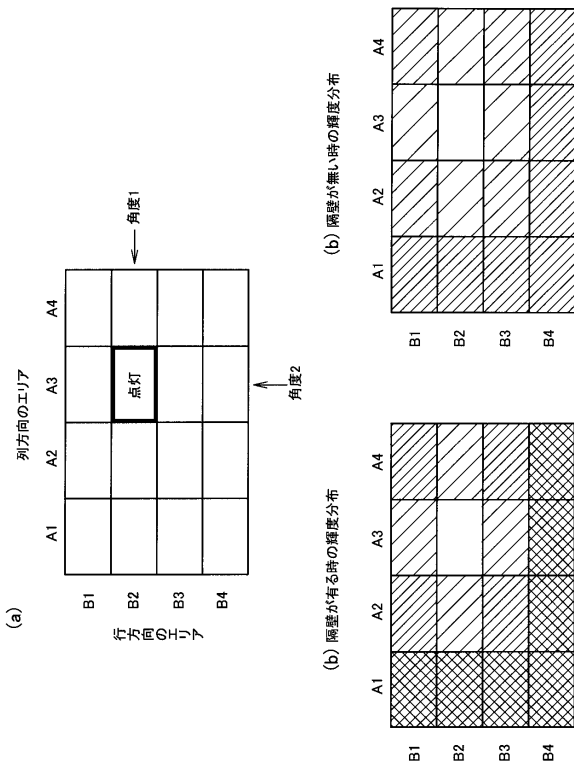 (a)
列方向のエリア
A1 A2 A3 A4
行方向のエリア
B1
B2 点灯 角度1
B3
B4
角度2
(b) 隔壁が有る時の輝度分布
A1 A2 A3 A4
B1
B2
B3
B4
(b) 隔壁が無い時の輝度分布
A1 A2 A3 A4
B1
B2
B3
B4